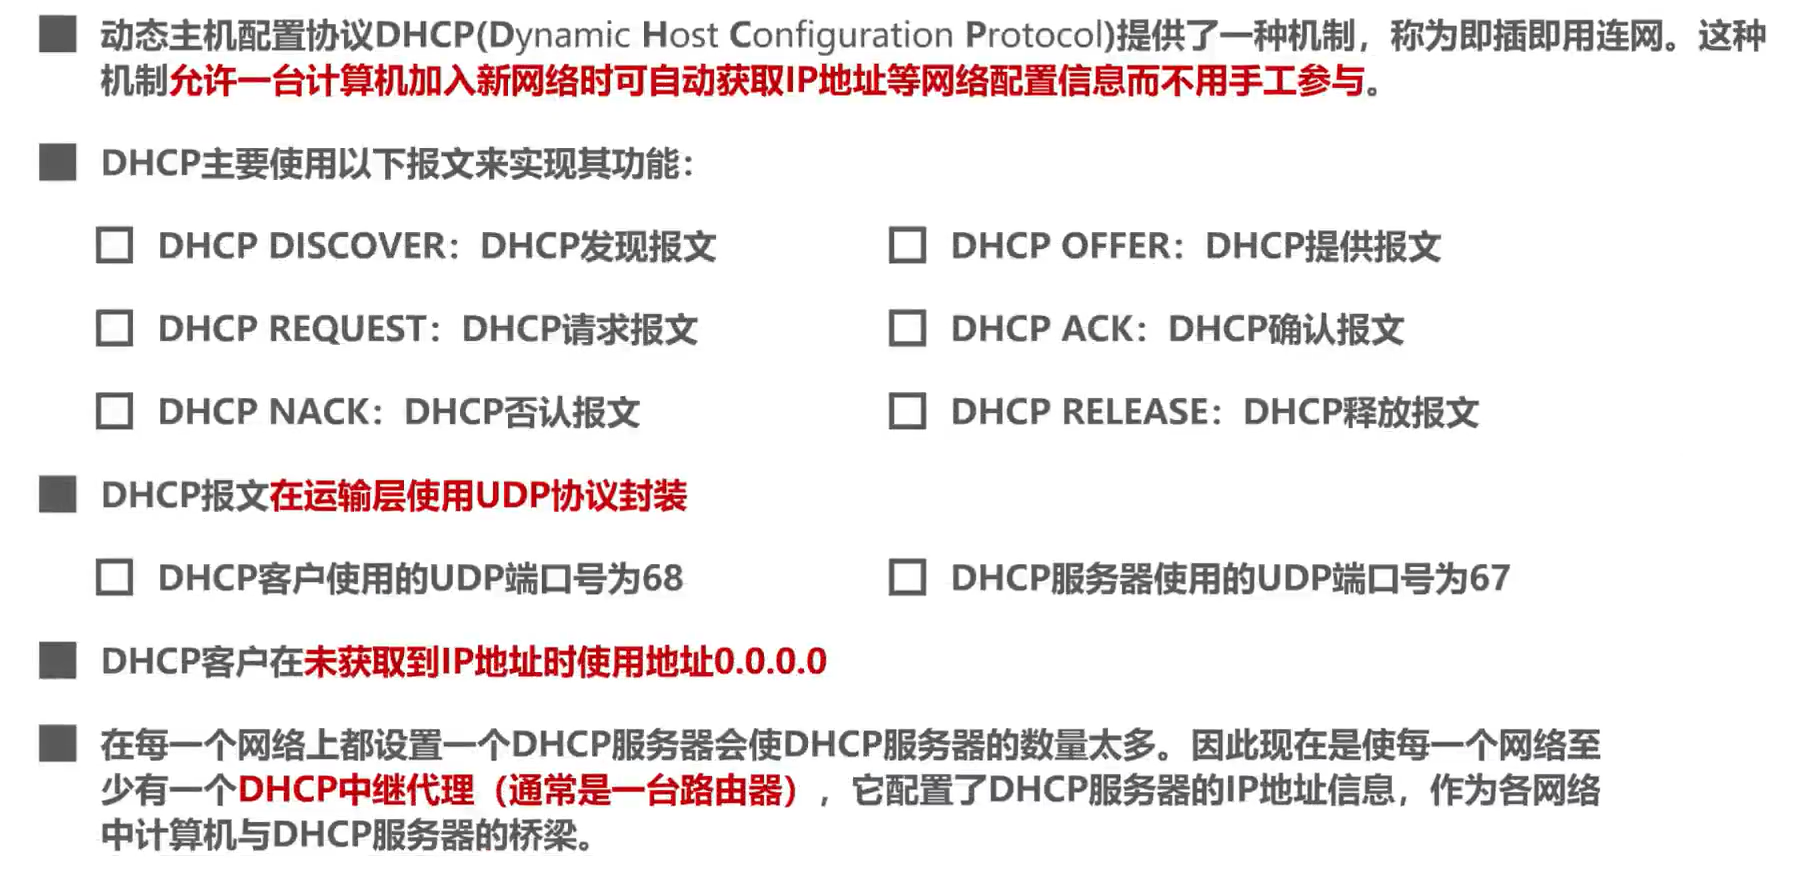 动态主机配置协议DHCP(Dynamic Host Configuration Protocol)提供了一种机制，称为即插即用连网。这种
机制允许一台计算机加入新网络时可自动获取IP地址等网络配置信息而不用手工参与。
DHCP主要使用以下报文来实现其功能：
DHCP DISCOVER：DHCP发现报文
DHCP OFFER：DHCP提供报文
DHCP REQUEST：DHCP请求报文
DHCP ACK：DHCP确认报文
DHCP NACK：DHCP否认报文
DHCP RELEASE：DHCP释放报文
DHCP报文在运输层使用UDP协议封装
DHCP客户使用的UDP端口号为68
DHCP服务器使用的UDP端口号为67
DHCP客户在未获取到IP地址时使用地址0.0.0.0
在每一个网络上都设置一个DHCP服务器会使DHCP服务器的数量太多。因此现在是使每一个网络至
少有一个DHCP中继代理（通常是一台路由器），它配置了DHCP服务器的IP地址信息，作为各网络
中计算机与DHCP服务器的桥梁。